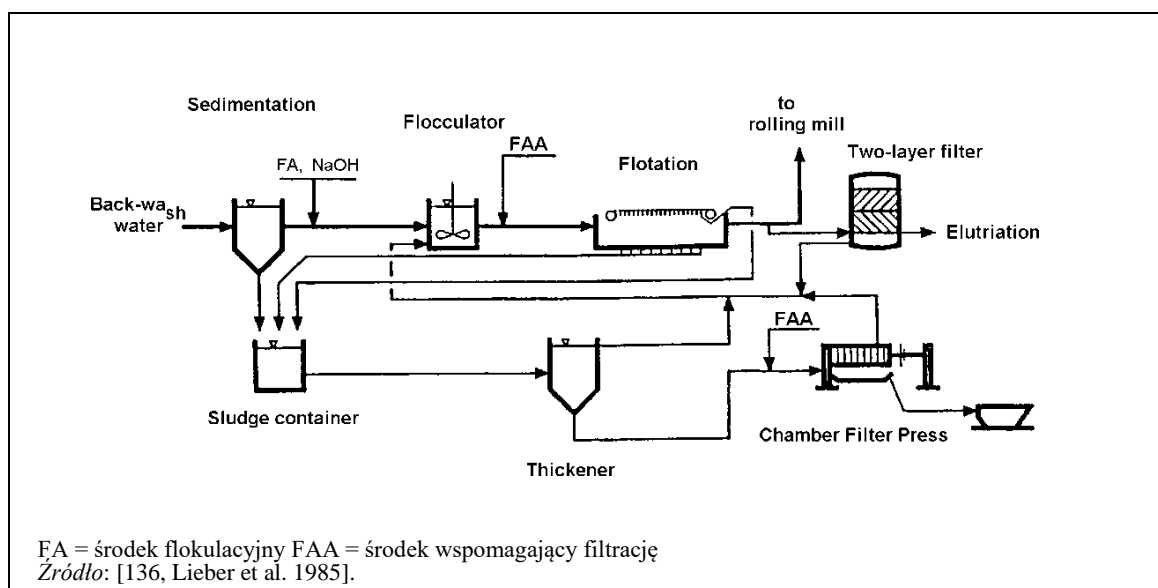 Sedimentation
FA, NaOH
Flocculator
FAA
Flotation
to
rolling mill
Two-layer filter
Back-wash
water
Elutriation
FAA
Sludge container
Thickener
Chamber Filter Press
FA = środek flokulacyjny FAA = środek wspomagający filtrację
Źródło: [136, Lieber et al. 1985].